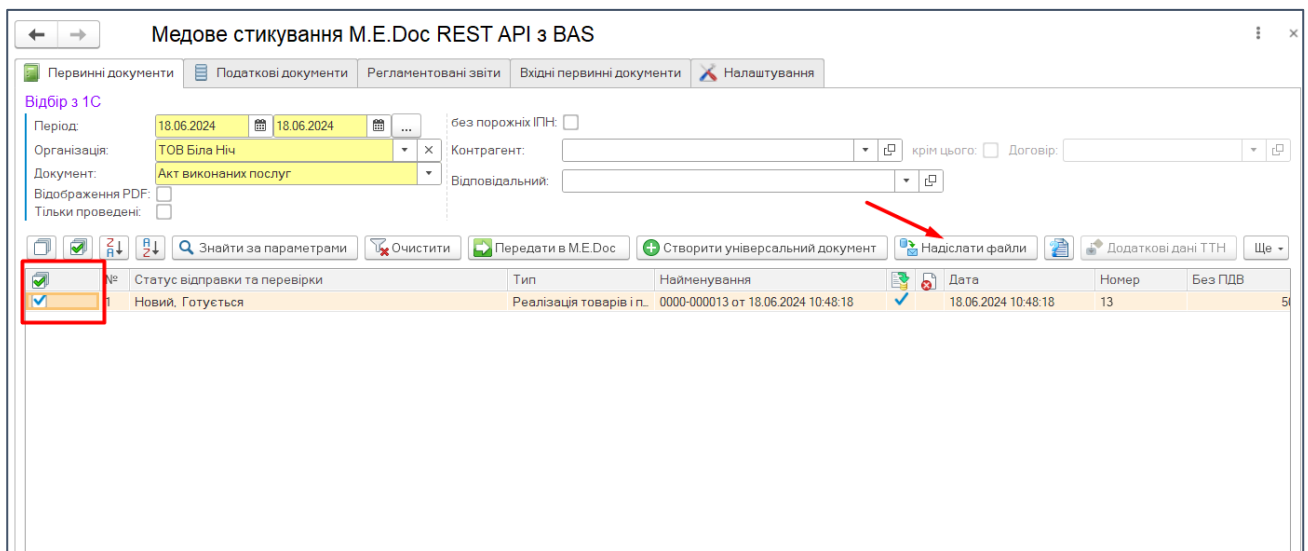 Медове стикування M.E.Doc REST API з BAS
Первинні документи Податкові документи Регламентовані звіти Вхідні первинні документи Налаштування
Відбір з 1С
Період: 18.06.2024 18.06.2024 ... без порожніх ІПН:
Організація: ТОВ Біла Ніч Контрагент: крім цього: Договір:
Документ: Акт виконаних послуг Відповідальний:
Відображення PDF:
Тільки проведені:
Знайти за параметрами Очистити Передати в M.E.Doc Створити універсальний документ Надіслати файли Додаткові дані ТТН Ще
№ Статус відправки та перевірки Тип Найменування Дата Номер Без ПДВ
1 Новий, Готується Реалізація товарів і п... 0000-000013 от 18.06.2024 10:48:18 18.06.2024 10:48:18 13